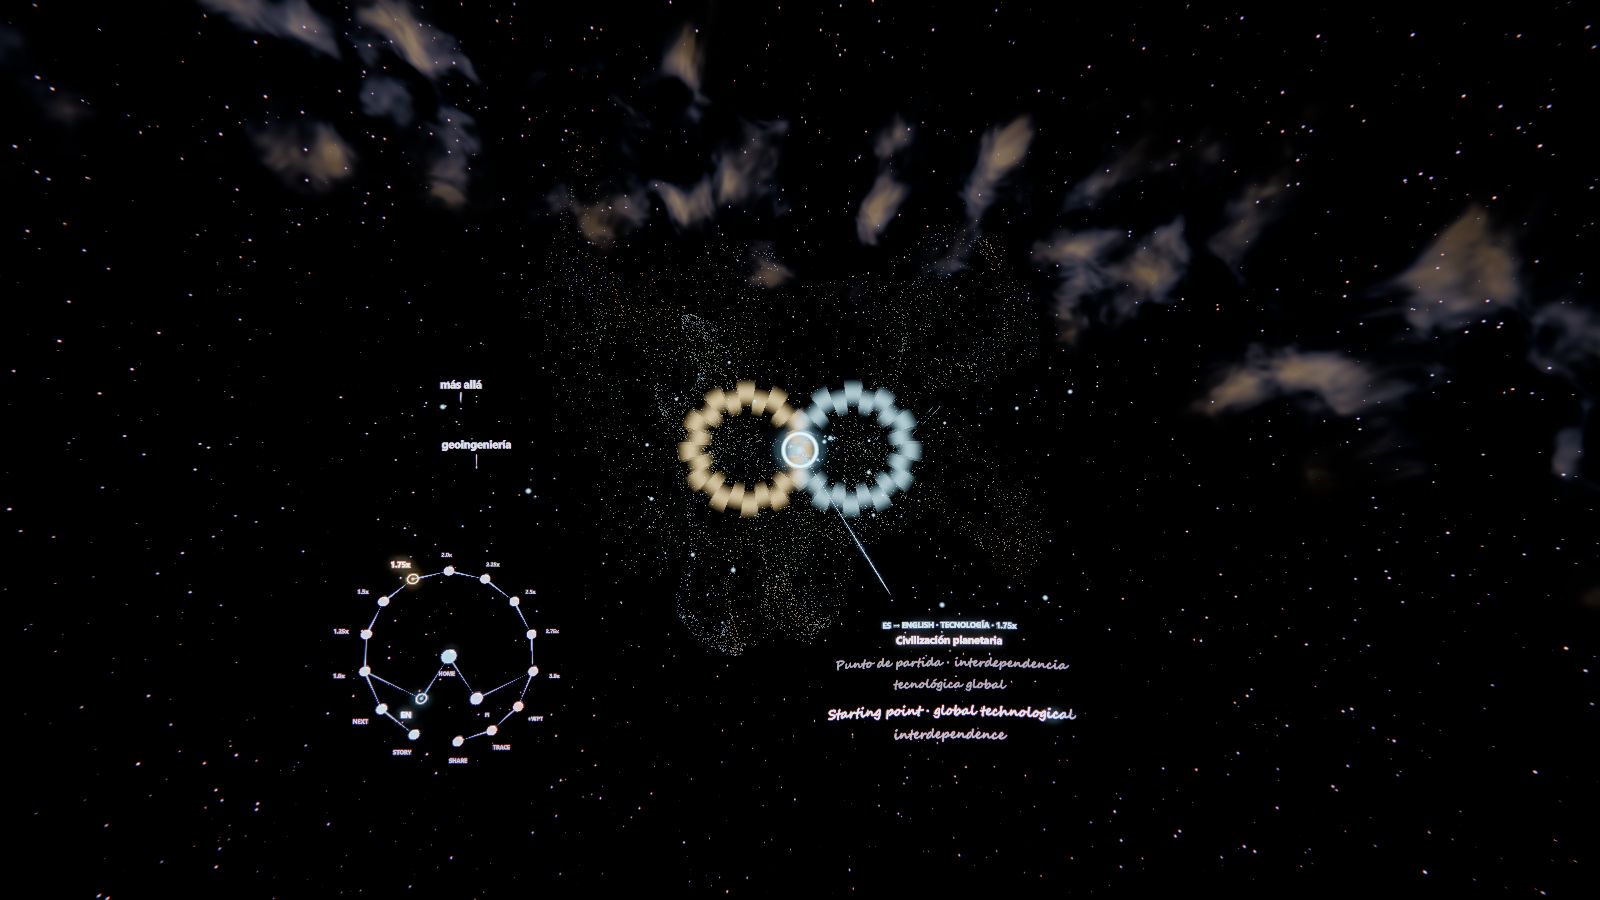 más allá
geoingeniería
2.0x
1.75x
2.25x
1.5x
2.5x
1.25x
2.75x
1.0x
3.0x
HOME
EN
FI
NEXT
+WPT
STORY
TRACE
SHARE
ES → ENGLISH · TECNOLOGÍA · 1.75x
Civilización planetaria
Punto de partida · interdependencia
tecnológica global
Starting point · global technological
interdependence